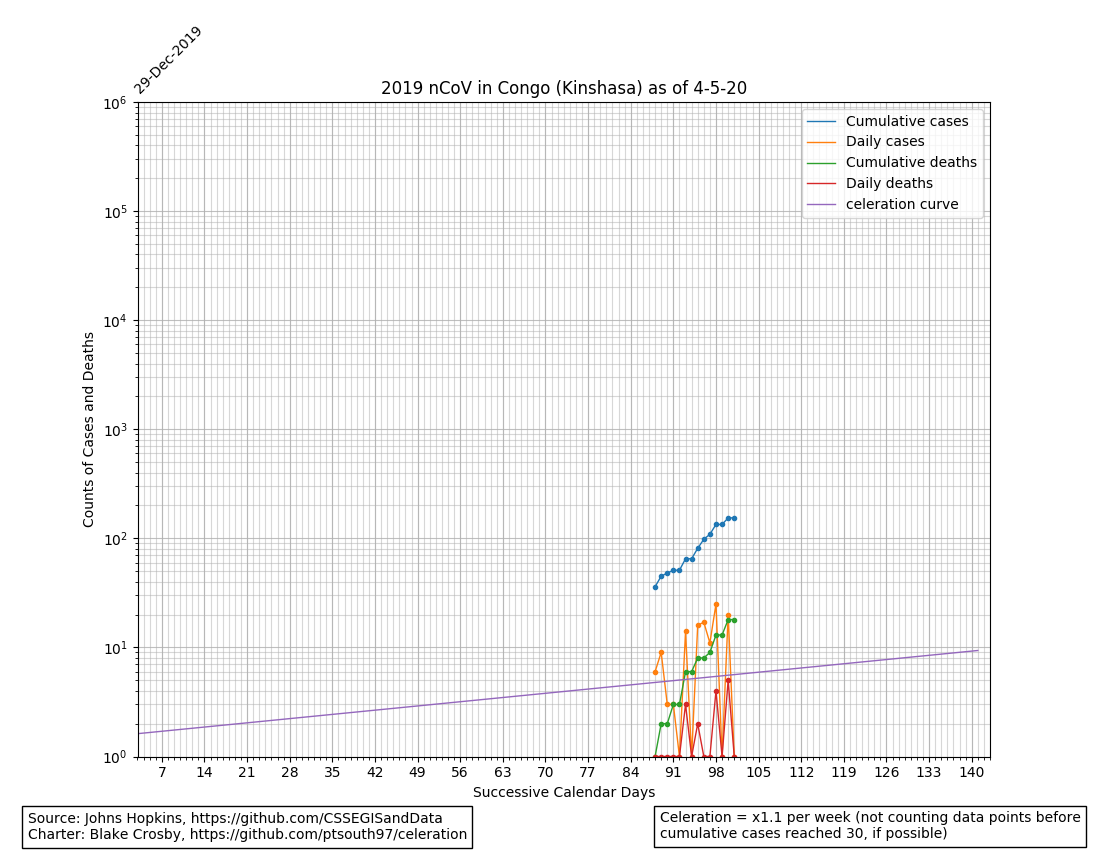 29-Dec-2019
2019 nCoV in Congo (Kinshasa) as of 4-5-20
Cumulative cases
Daily cases
Cumulative deaths
Daily deaths
celeration curve
10^6
10^5
10^4
10^3
10^2
10^1
10^0
Counts of Cases and Deaths
7 14 21 28 35 42 49 56 63 70 77 84 91 98 105 112 119 126 133 140
Successive Calendar Days
Source: Johns Hopkins, https://github.com/CSSEGISandData
Charter: Blake Crosby, https://github.com/ptsouth97/celeration
Celeration = x1.1 per week (not counting data points before
cumulative cases reached 30, if possible)